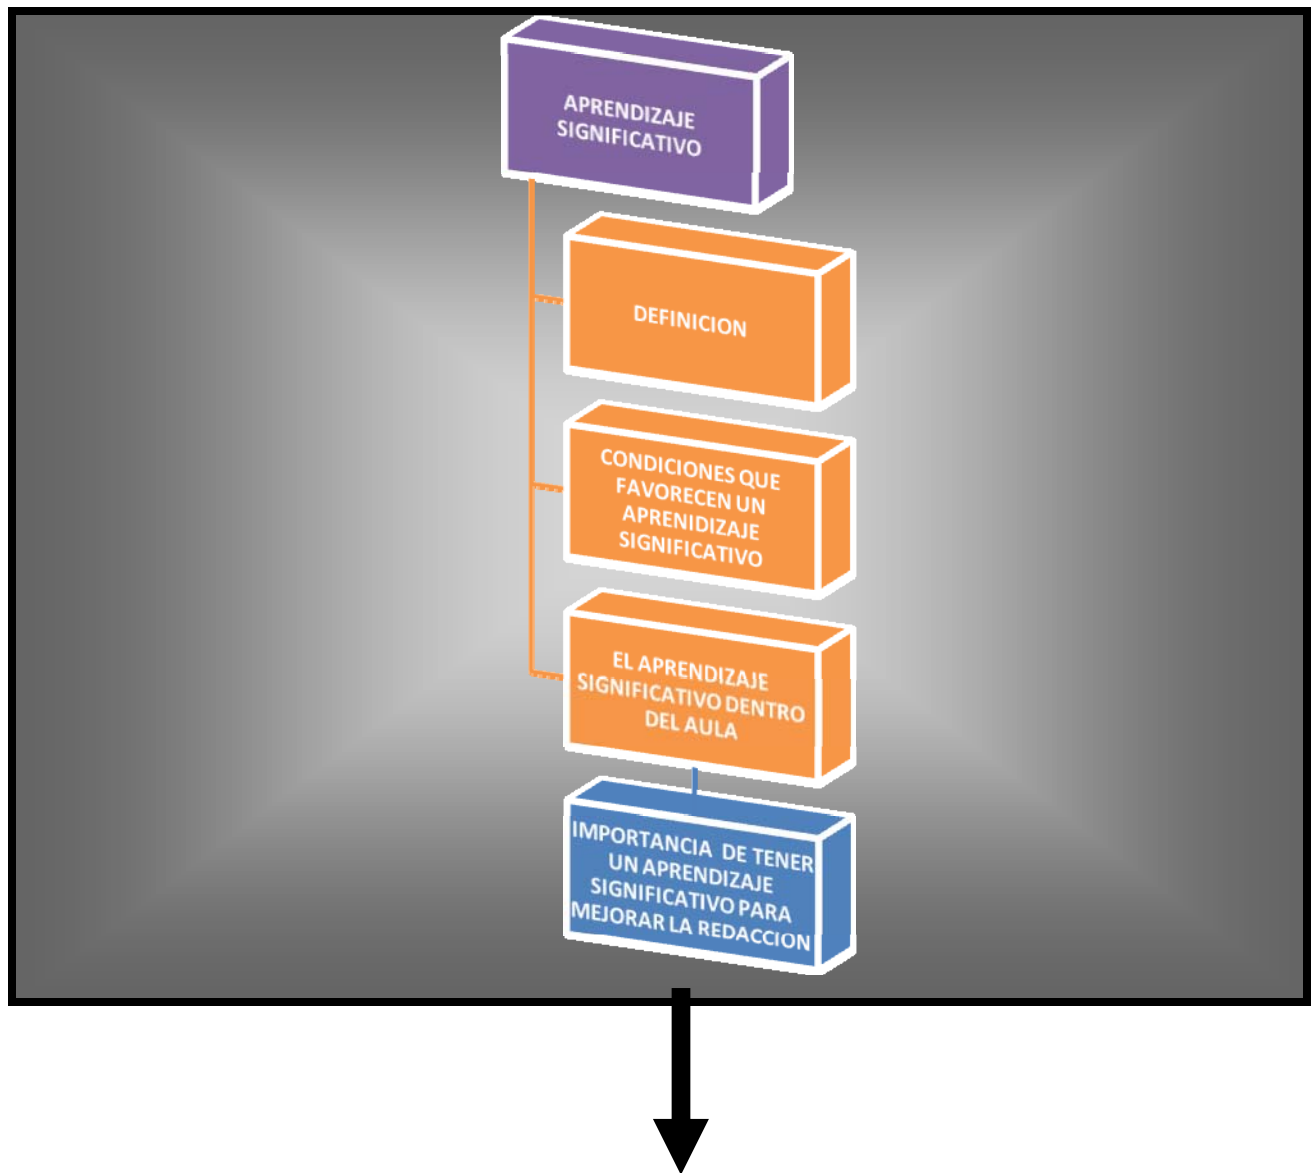 APRENDIZAJE
SIGNIFICATIVO
DEFINICION
CONDICIONES QUE
FAVORECEN UN
APRENIDIZAJE
SIGNIFICATIVO
EL APRENDIZAJE
SIGNIFICATIVO DENTRO
DEL AULA
IMPORTANCIA DE TENER
UN APRENDIZAJE
SIGNIFICATIVO PARA
MEJORAR LA REDACCION